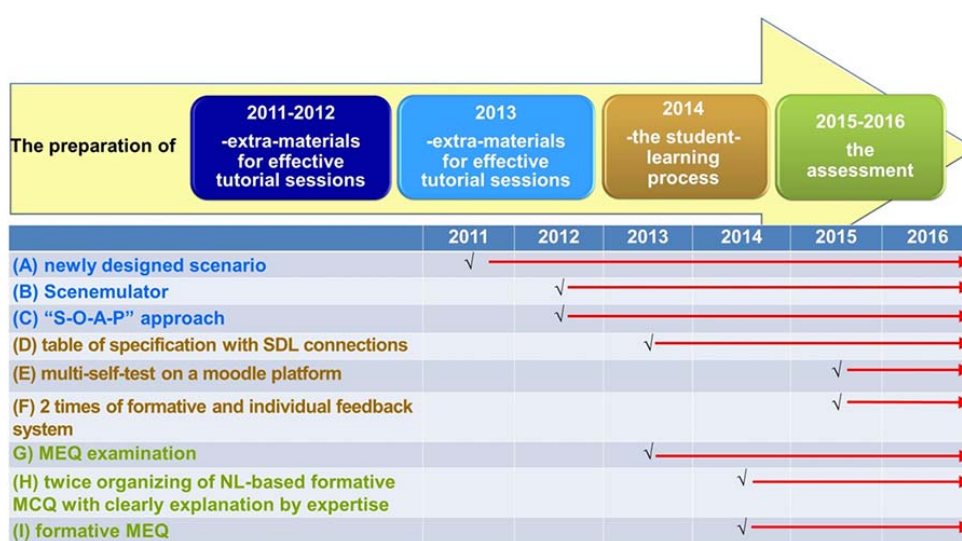 The preparation of
2011-2012
-extra-materials
for effective
tutorial sessions
2013
-extra-materials
for effective
tutorial sessions
2014
-the student-
learning
process
2015-2016
the
assessment
2011 2012 2013 2014 2015 2016
(A) newly designed scenario √
(B) Scenemulator √
(C) “S-O-A-P” approach √
(D) table of specification with SDL connections √
(E) multi-self-test on a moodle platform √
(F) 2 times of formative and individual feedback √
system
G) MEQ examination √
(H) twice organizing of NL-based formative √
MCQ with clearly explanation by expertise
(I) formative MEQ √